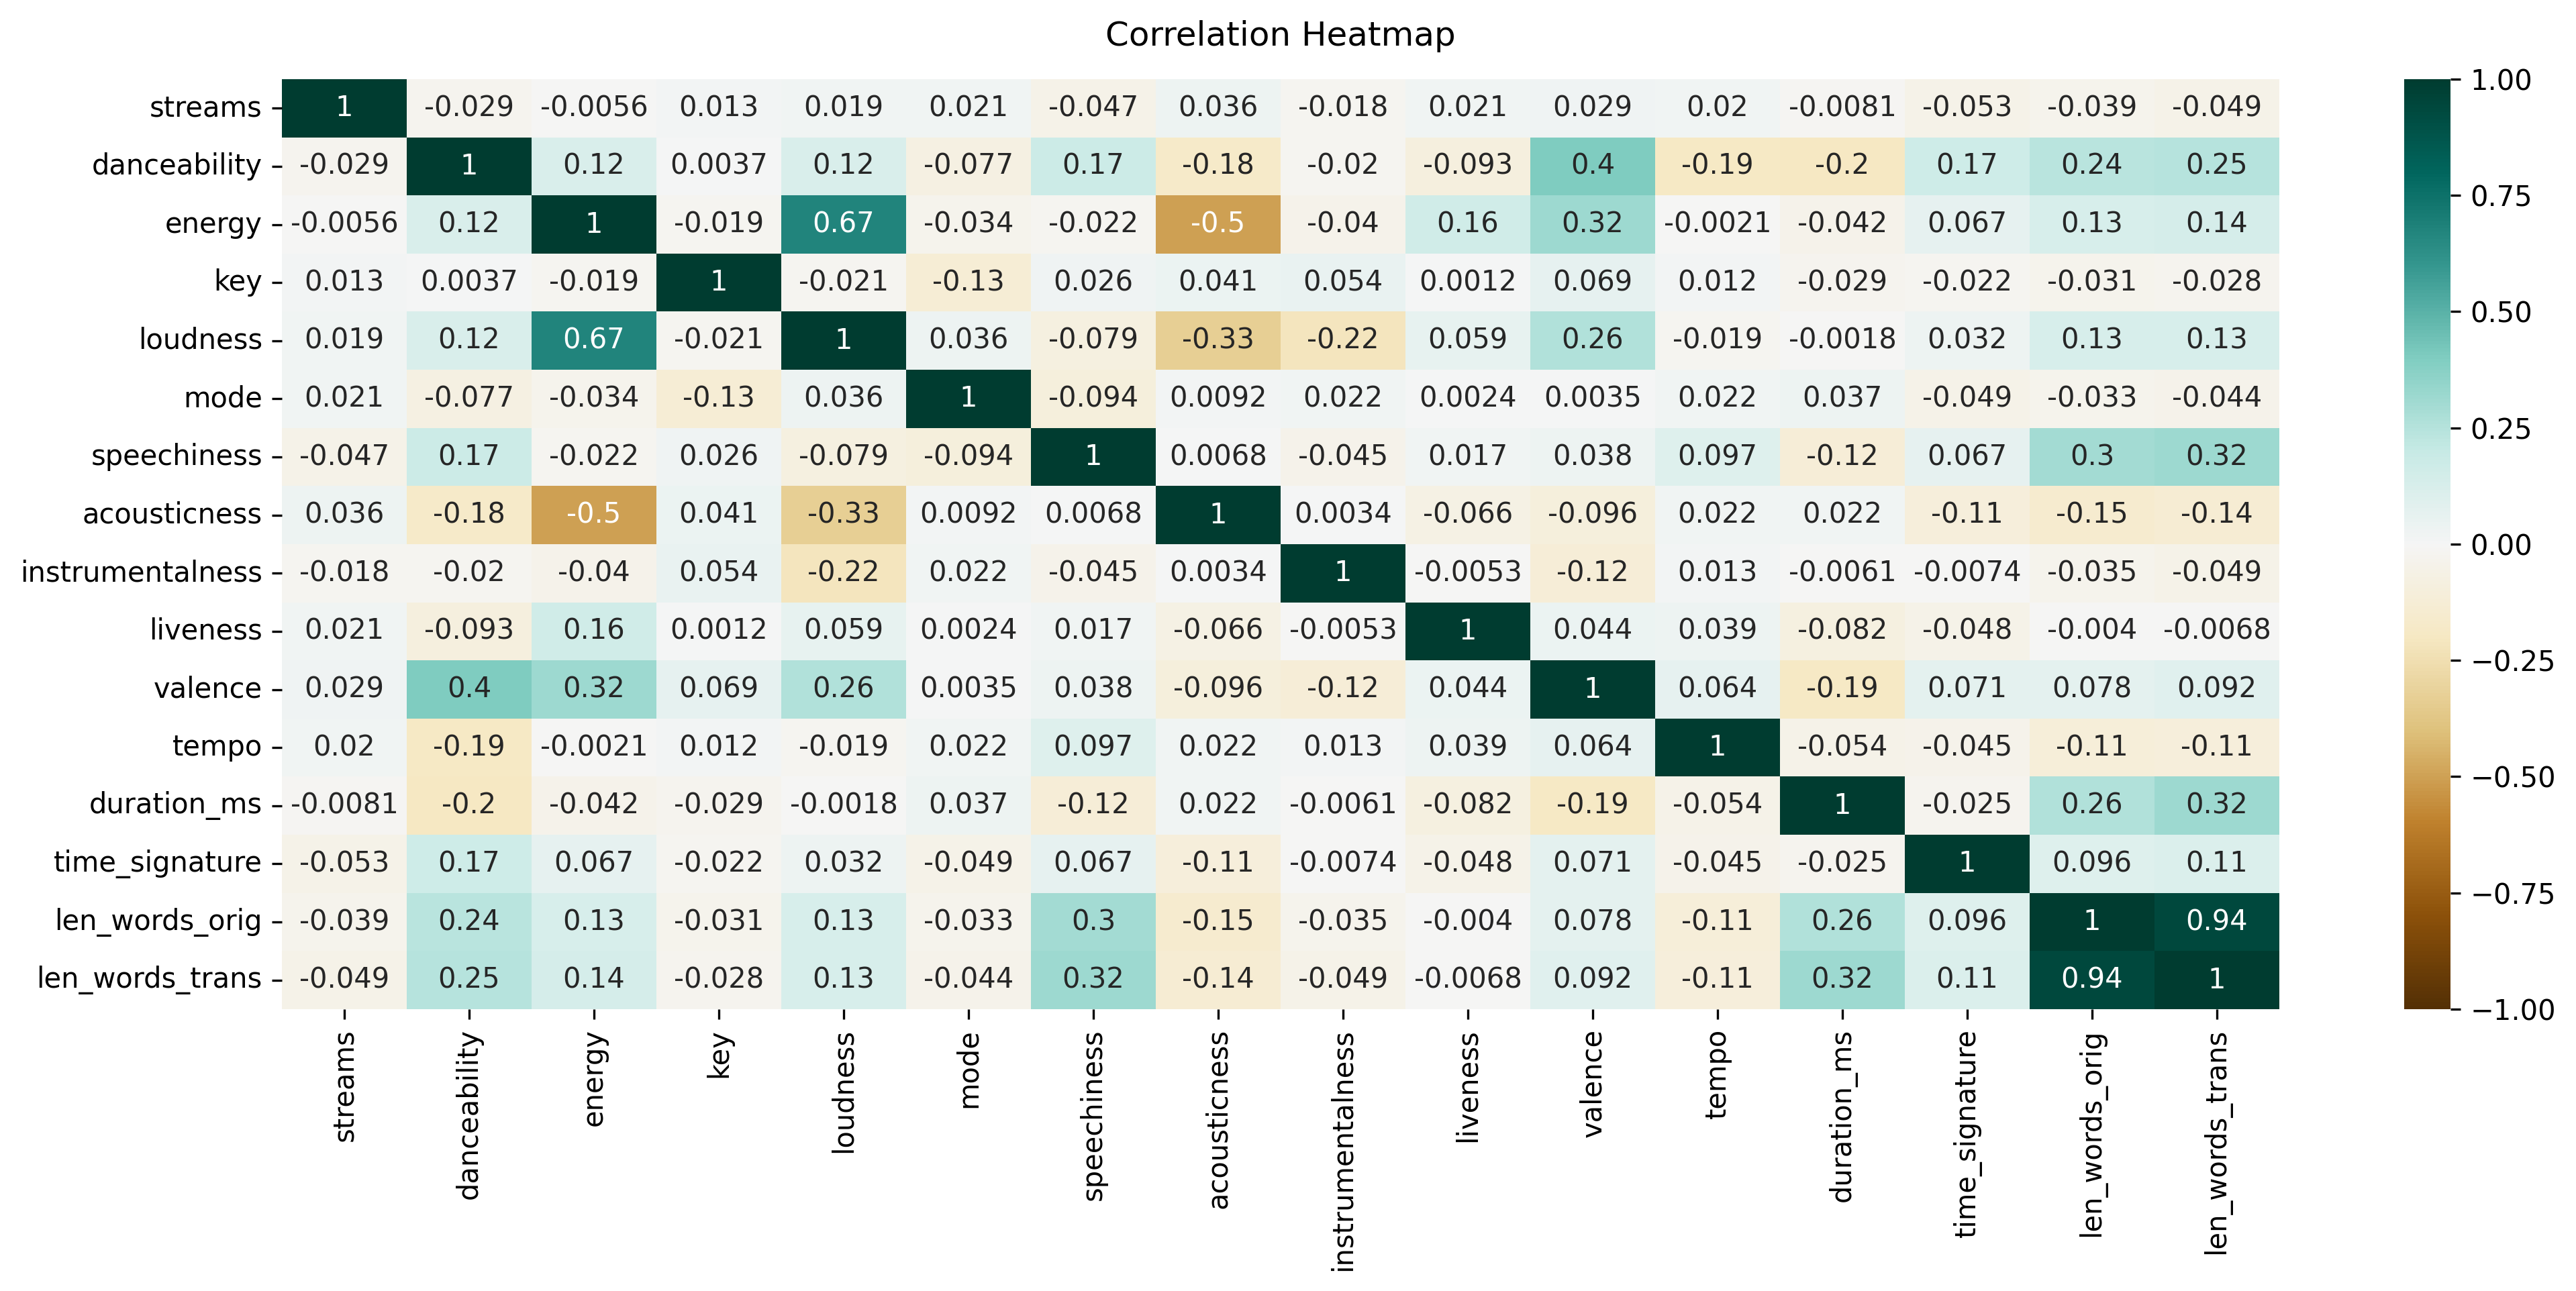 Correlation Heatmap
streams 1 -0.029 -0.0056 0.013 0.019 0.021 -0.047 0.036 -0.018 0.021 0.029 0.02 -0.0081 -0.053 -0.039 -0.049
danceability -0.029 1 0.12 0.0037 0.12 -0.077 0.17 -0.18 -0.02 -0.093 0.4 -0.19 -0.2 0.17 0.24 0.25
energy -0.0056 0.12 1 -0.019 0.67 -0.034 -0.022 -0.5 -0.04 0.16 0.32 -0.0021 -0.042 0.067 0.13 0.14
key 0.013 0.0037 -0.019 1 -0.021 -0.13 0.026 0.041 0.054 0.0012 0.069 0.012 -0.029 -0.022 -0.031 -0.028
loudness 0.019 0.12 0.67 -0.021 1 0.036 -0.079 -0.33 -0.22 0.059 0.26 -0.019 -0.0018 0.032 0.13 0.13
mode 0.021 -0.077 -0.034 -0.13 0.036 1 -0.094 0.0092 0.022 0.0024 0.0035 0.022 0.037 -0.049 -0.033 -0.044
speechiness -0.047 0.17 -0.022 0.026 -0.079 -0.094 1 0.0068 -0.045 0.017 0.038 0.097 -0.12 0.067 0.3 0.32
acousticness 0.036 -0.18 -0.5 0.041 -0.33 0.0092 0.0068 1 0.0034 -0.066 -0.096 0.022 0.022 -0.11 -0.15 -0.14
instrumentalness -0.018 -0.02 -0.04 0.054 -0.22 0.022 -0.045 0.0034 1 -0.0053 -0.12 0.013 -0.0061 -0.0074 -0.035 -0.049
liveness 0.021 -0.093 0.16 0.0012 0.059 0.0024 0.017 -0.066 -0.0053 1 0.044 0.039 -0.082 -0.048 -0.004 -0.0068
valence 0.029 0.4 0.32 0.069 0.26 0.0035 0.038 -0.096 -0.12 0.044 1 0.064 -0.19 0.071 0.078 0.092
tempo 0.02 -0.19 -0.0021 0.012 -0.019 0.022 0.097 0.022 0.013 0.039 0.064 1 -0.054 -0.045 -0.11 -0.11
duration_ms -0.0081 -0.2 -0.042 -0.029 -0.0018 0.037 -0.12 0.022 -0.0061 -0.082 -0.19 -0.054 1 -0.025 0.26 0.32
time_signature -0.053 0.17 0.067 -0.022 0.032 -0.049 0.067 -0.11 -0.0074 -0.048 0.071 -0.045 -0.025 1 0.096 0.11
len_words_orig -0.039 0.24 0.13 -0.031 0.13 -0.033 0.3 -0.15 -0.035 -0.004 0.078 -0.11 0.26 0.096 1 0.94
len_words_trans -0.049 0.25 0.14 -0.028 0.13 -0.044 0.32 -0.14 -0.049 -0.0068 0.092 -0.11 0.32 0.11 0.94 1
streams
danceability
energy
key
loudness
mode
speechiness
acousticness
instrumentalness
liveness
valence
tempo
duration_ms
time_signature
len_words_orig
len_words_trans
1.00
0.75
0.50
0.25
0.00
−0.25
−0.50
−0.75
−1.00